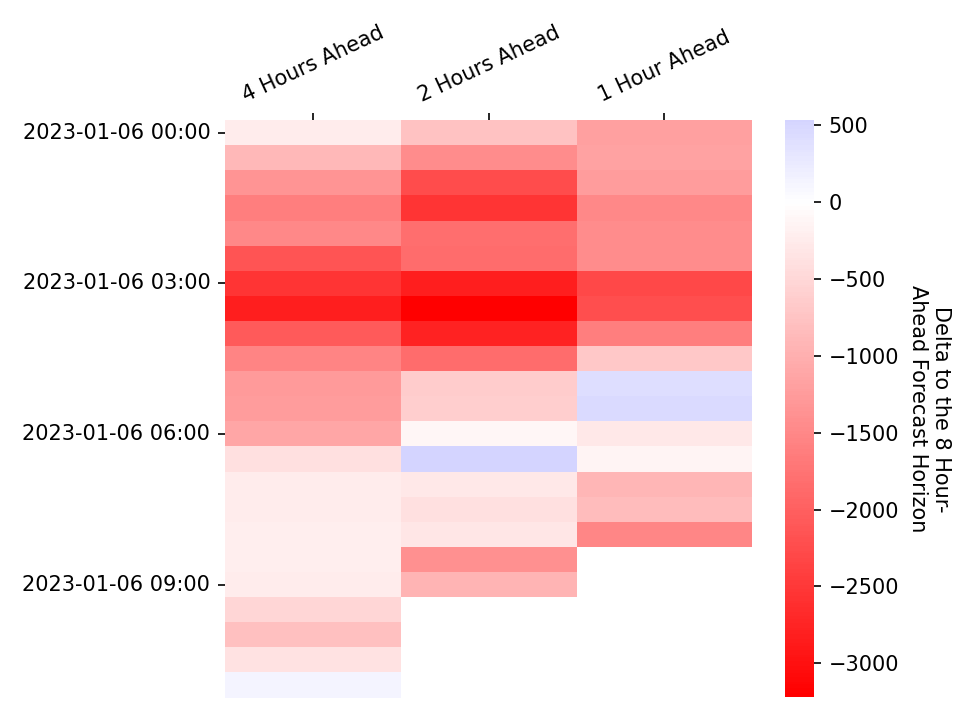 4 Hours Ahead
2 Hours Ahead
1 Hour Ahead
2023-01-06 00:00
2023-01-06 03:00
2023-01-06 06:00
2023-01-06 09:00
500
0
−500
−1000
−1500
−2000
−2500
−3000
Delta to the 8 Hour-
Ahead Forecast Horizon